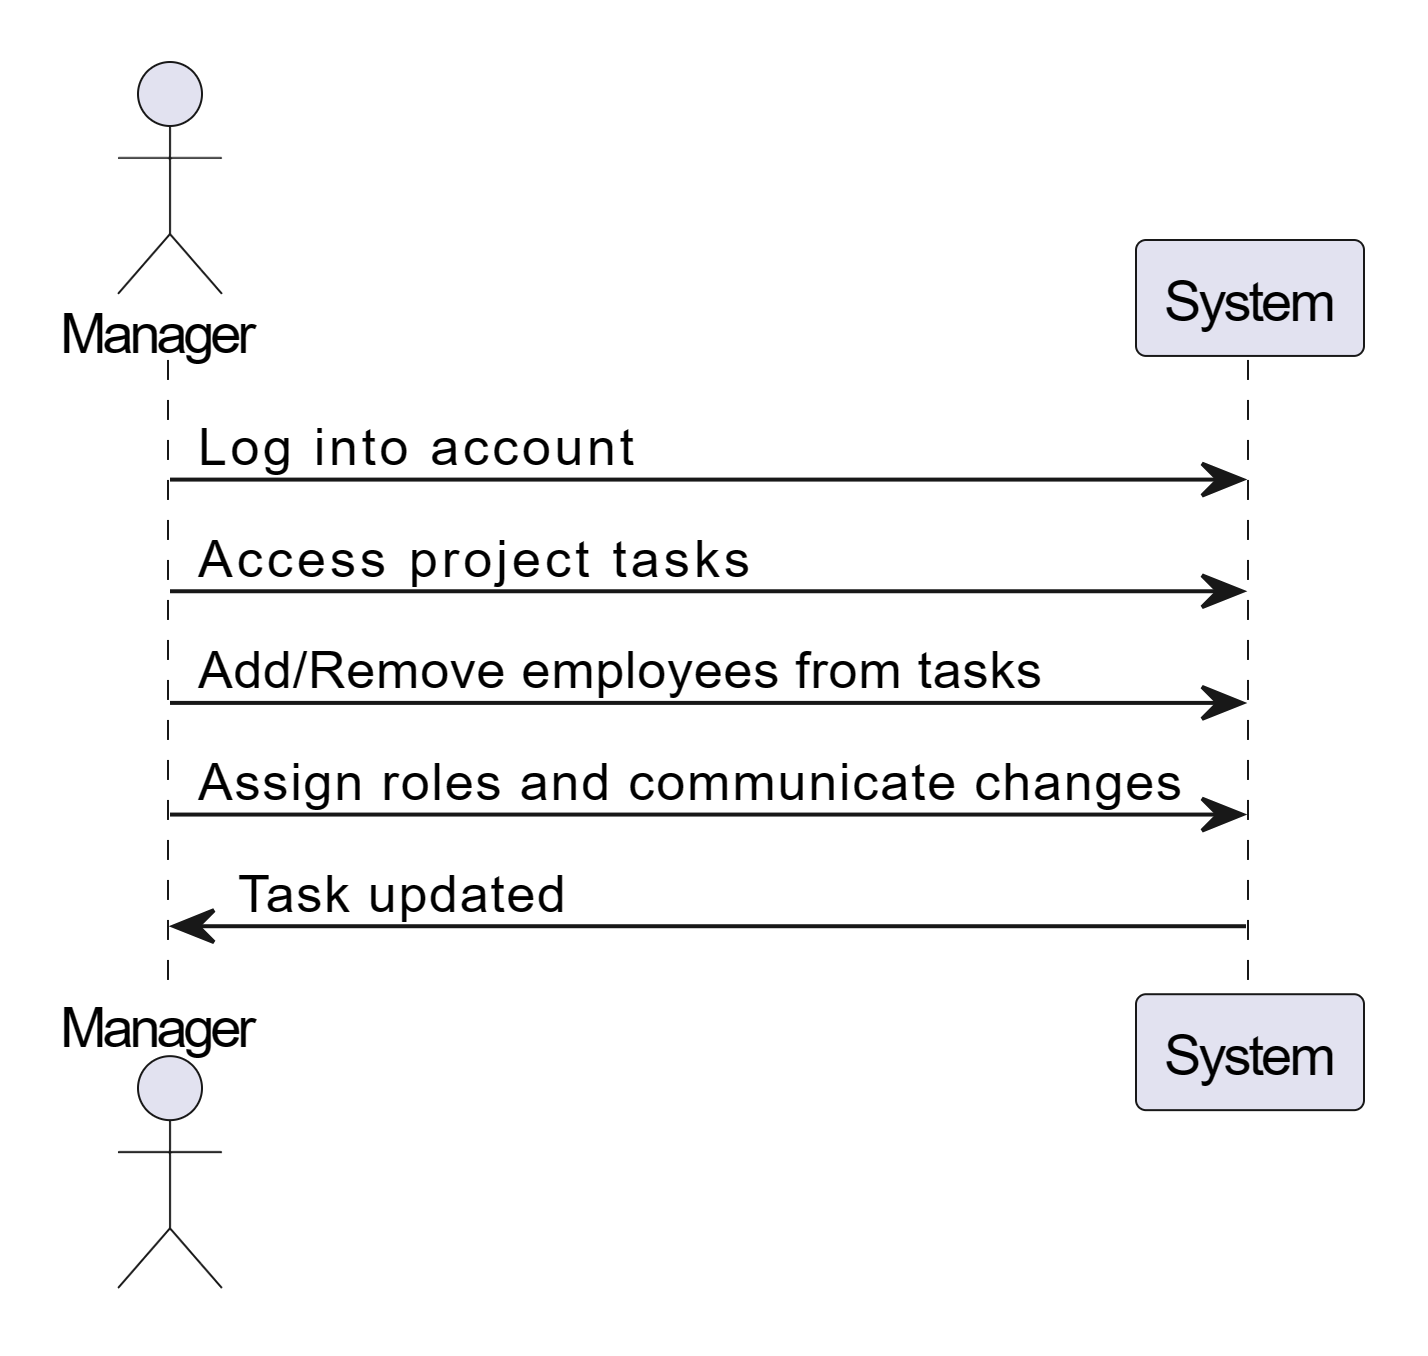 Manager
System
Log into account
Access project tasks
Add/Remove employees from tasks
Assign roles and communicate changes
Task updated
Manager
System